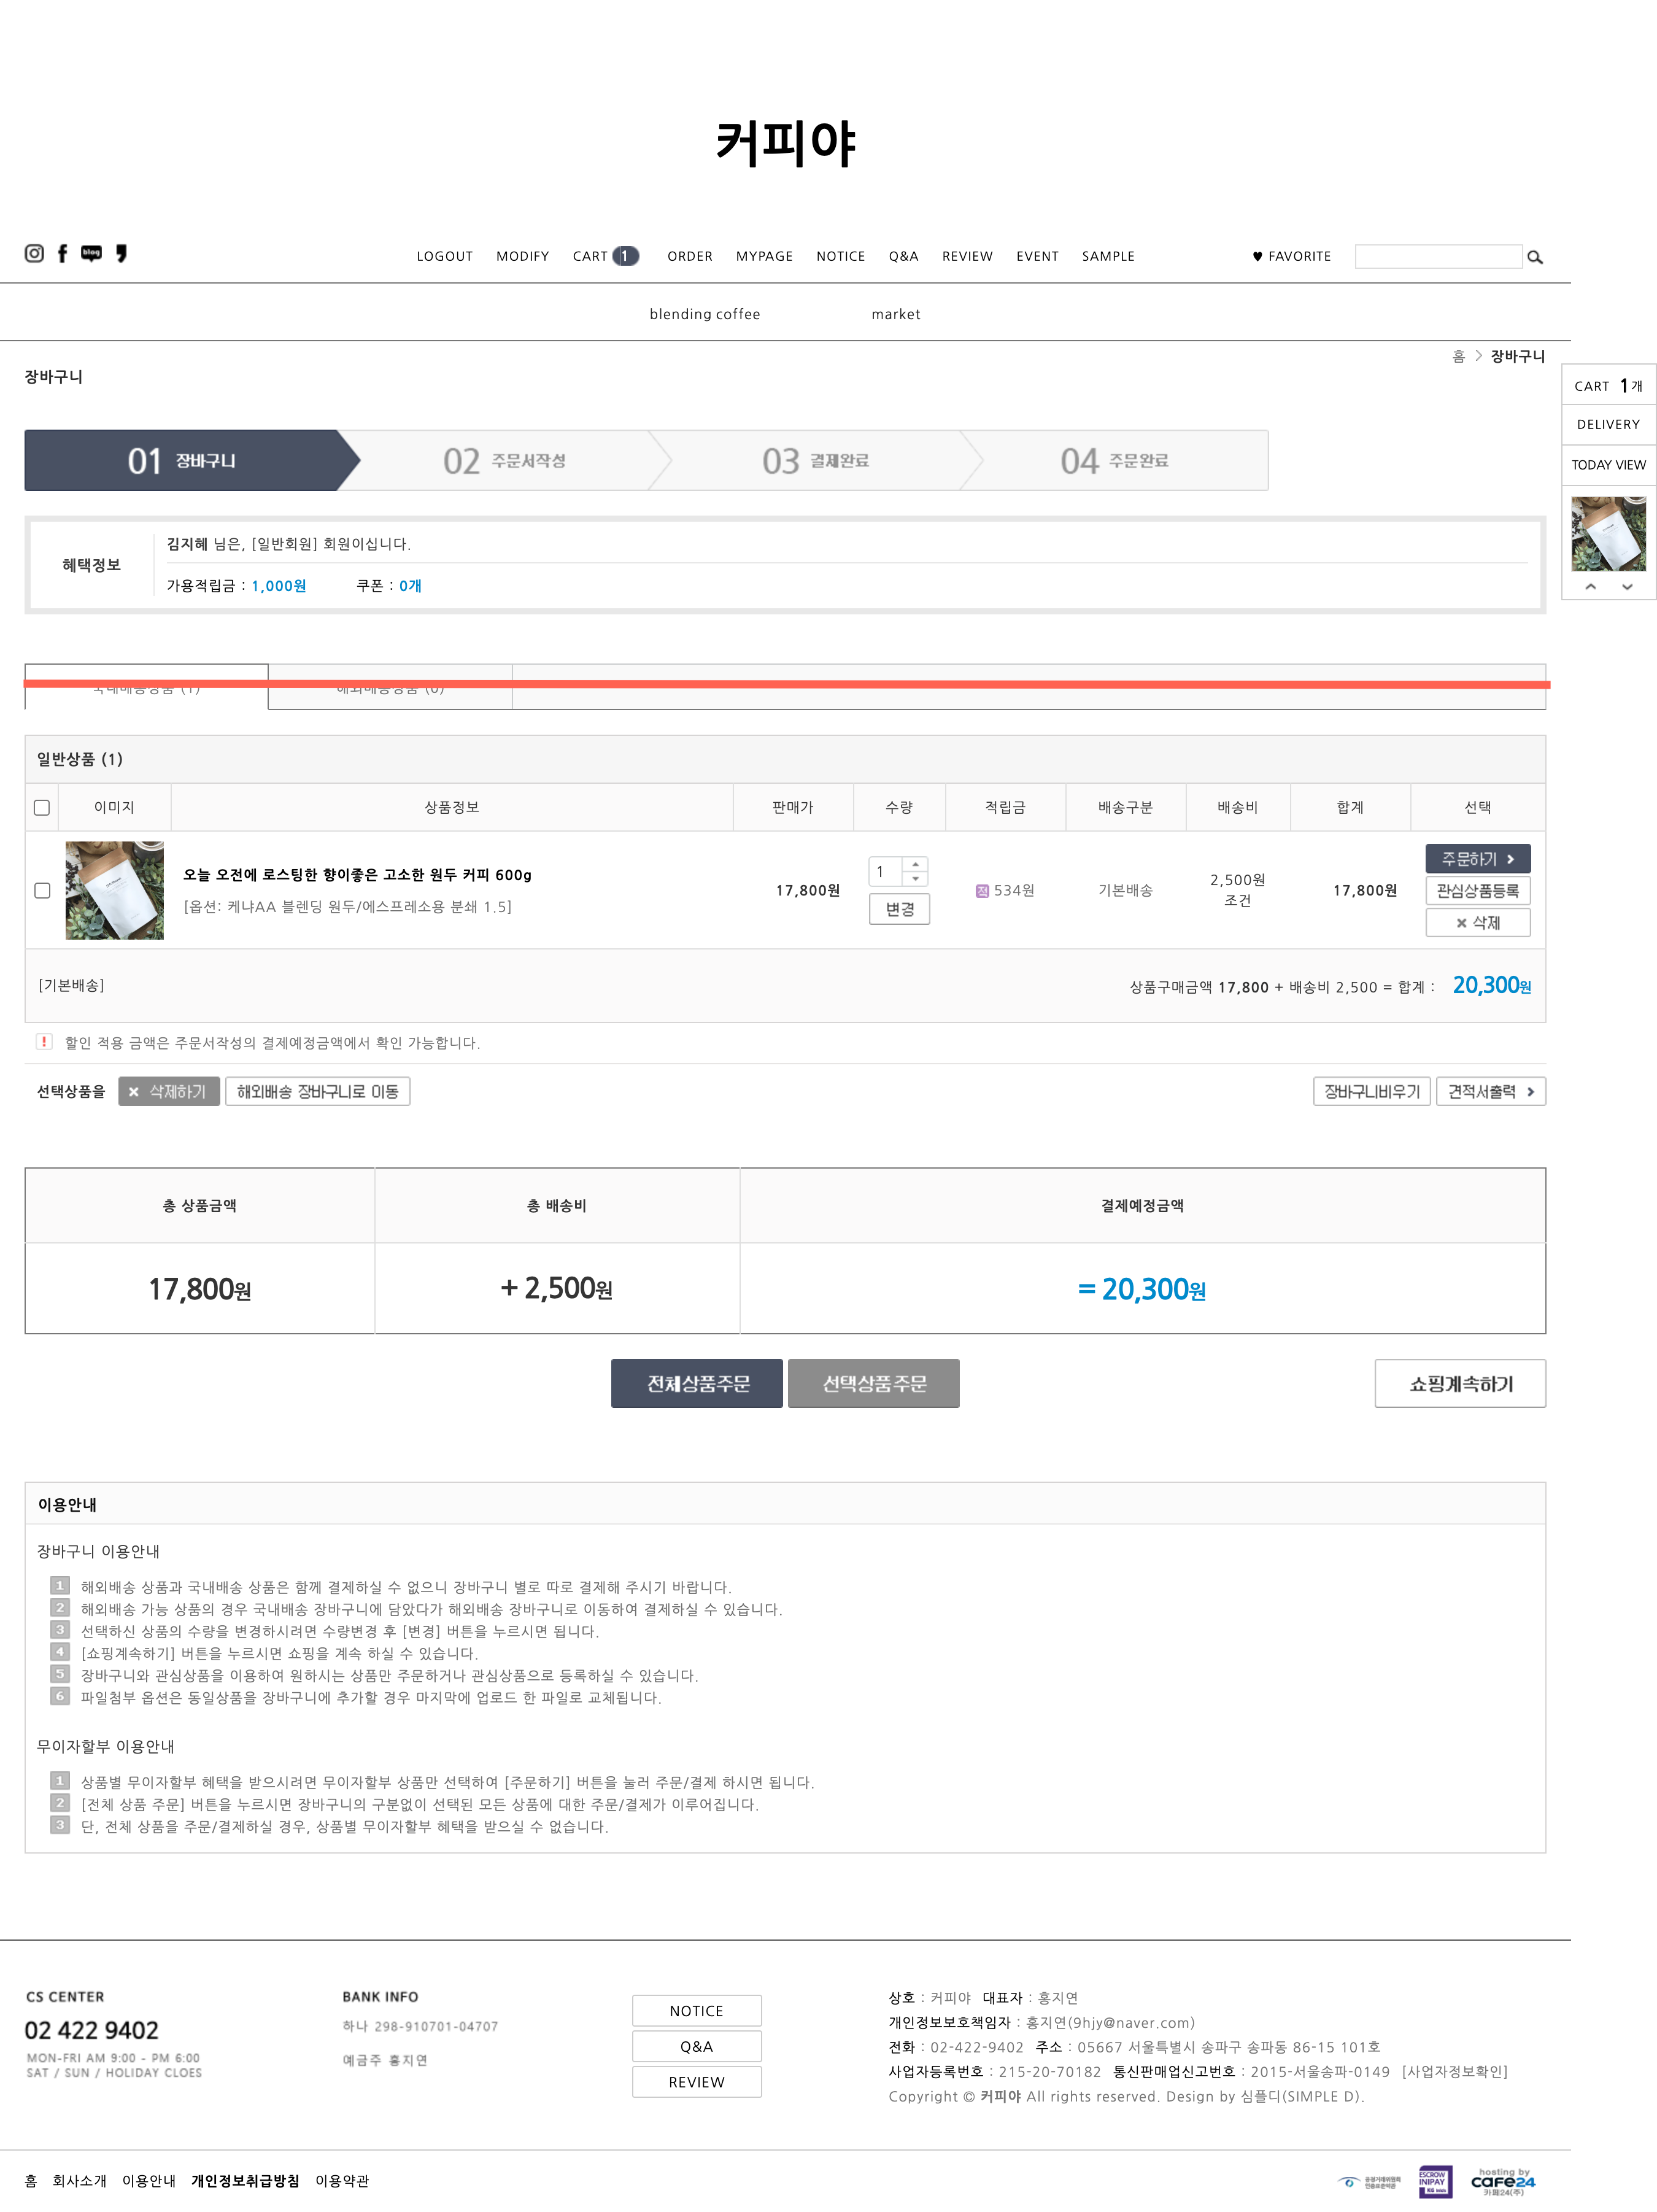 커피야
LOGOUT MODIFY CART 1 ORDER MYPAGE NOTICE Q&A REVIEW EVENT SAMPLE ♥ FAVORITE
blending coffee market
홈 > 장바구니
장바구니
CART 1개
DELIVERY
TODAY VIEW
01 장바구니 02 주문서작성 03 결제완료 04 주문완료
혜택정보
김지혜 님은, [일반회원] 회원이십니다.
가용적립금 : 1,000원 쿠폰 : 0개
국내배송상품 (1) 해외배송상품 (0)
일반상품 (1)
이미지 상품정보 판매가 수량 적립금 배송구분 배송비 합계 선택
오늘 오전에 로스팅한 향이좋은 고소한 원두 커피 600g
[옵션: 케냐AA 블렌딩 원두/에스프레소용 분쇄 1.5]
17,800원
1
변경
적 534원
기본배송
2,500원
조건
17,800원
주문하기
관심상품등록
삭제
[기본배송] 상품구매금액 17,800 + 배송비 2,500 = 합계 : 20,300원
! 할인 적용 금액은 주문서작성의 결제예정금액에서 확인 가능합니다.
선택상품을 × 삭제하기 해외배송 장바구니로 이동 장바구니비우기 견적서출력
총 상품금액 총 배송비 결제예정금액
17,800원 + 2,500원 = 20,300원
전체상품주문 선택상품주문 쇼핑계속하기
이용안내
장바구니 이용안내
1 해외배송 상품과 국내배송 상품은 함께 결제하실 수 없으니 장바구니 별로 따로 결제해 주시기 바랍니다.
2 해외배송 가능 상품의 경우 국내배송 장바구니에 담았다가 해외배송 장바구니로 이동하여 결제하실 수 있습니다.
3 선택하신 상품의 수량을 변경하시려면 수량변경 후 [변경] 버튼을 누르시면 됩니다.
4 [쇼핑계속하기] 버튼을 누르시면 쇼핑을 계속 하실 수 있습니다.
5 장바구니와 관심상품을 이용하여 원하시는 상품만 주문하거나 관심상품으로 등록하실 수 있습니다.
6 파일첨부 옵션은 동일상품을 장바구니에 추가할 경우 마지막에 업로드 한 파일로 교체됩니다.
무이자할부 이용안내
1 상품별 무이자할부 혜택을 받으시려면 무이자할부 상품만 선택하여 [주문하기] 버튼을 눌러 주문/결제 하시면 됩니다.
2 [전체 상품 주문] 버튼을 누르시면 장바구니의 구분없이 선택된 모든 상품에 대한 주문/결제가 이루어집니다.
3 단, 전체 상품을 주문/결제하실 경우, 상품별 무이자할부 혜택을 받으실 수 없습니다.
CS CENTER
02 422 9402
MON-FRI AM 9:00 - PM 6:00
SAT / SUN / HOLIDAY CLOES
BANK INFO
하나 298-910701-04707
예금주 홍지연
NOTICE
Q&A
REVIEW
상호 : 커피야 대표자 : 홍지연
개인정보보호책임자 : 홍지연(9hjy@naver.com)
전화 : 02-422-9402 주소 : 05667 서울특별시 송파구 송파동 86-15 101호
사업자등록번호 : 215-20-70182 통신판매업신고번호 : 2015-서울송파-0149 [사업자정보확인]
Copyright © 커피야 All rights reserved. Design by 심플디(SIMPLE D).
홈 회사소개 이용안내 개인정보취급방침 이용약관
공정거래위원회
ESCROW
INIPAY
hosting by
cafe24
카페24(주)